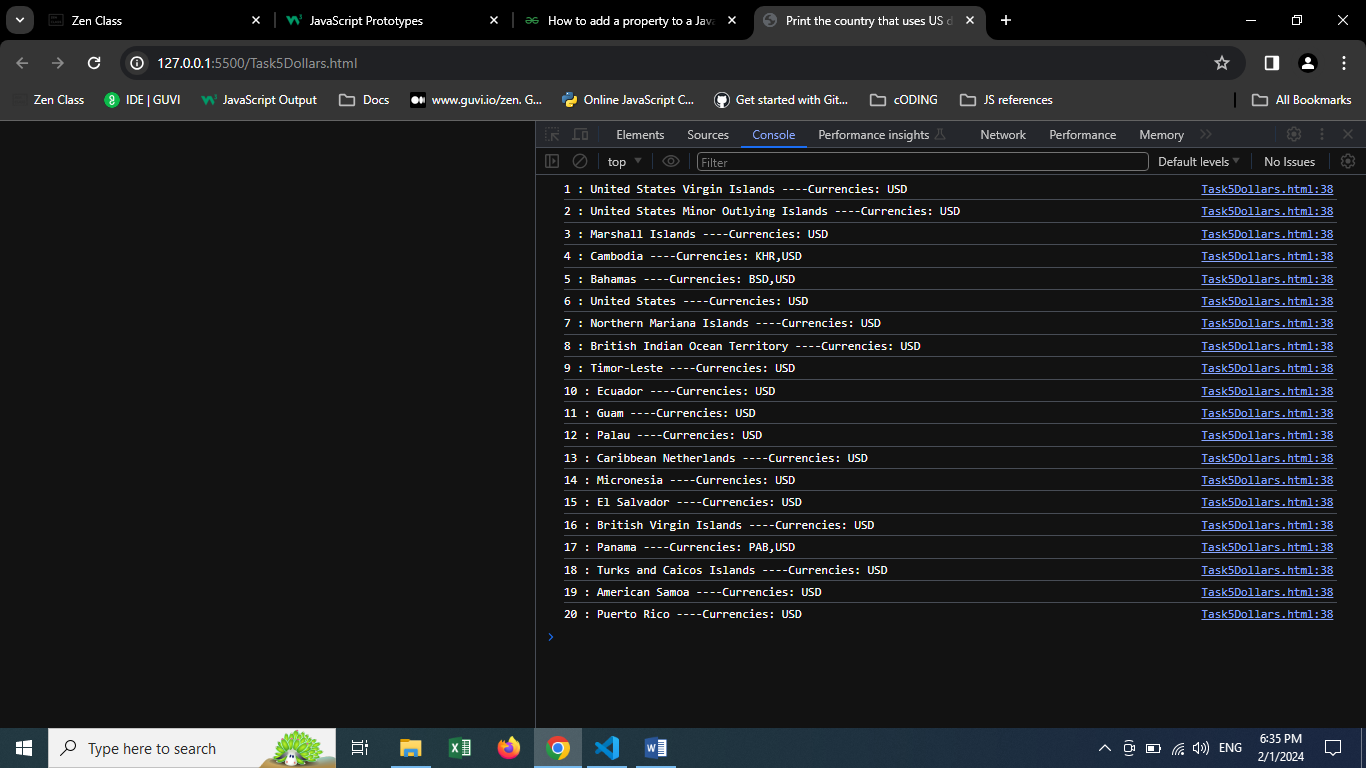 Zen Class
JavaScript Prototypes
How to add a property to a Java
Print the country that uses US d
127.0.0.1:5500/Task5Dollars.html
Zen Class
IDE | GUVI
JavaScript Output
Docs
www.guvi.io/zen. G...
Online JavaScript C...
Get started with Git...
cODING
JS references
All Bookmarks
Elements
Sources
Console
Performance insights
Network
Performance
Memory
top
Filter
Default levels
No Issues
1 : United States Virgin Islands ----Currencies: USD Task5Dollars.html:38
2 : United States Minor Outlying Islands ----Currencies: USD Task5Dollars.html:38
3 : Marshall Islands ----Currencies: USD Task5Dollars.html:38
4 : Cambodia ----Currencies: KHR,USD Task5Dollars.html:38
5 : Bahamas ----Currencies: BSD,USD Task5Dollars.html:38
6 : United States ----Currencies: USD Task5Dollars.html:38
7 : Northern Mariana Islands ----Currencies: USD Task5Dollars.html:38
8 : British Indian Ocean Territory ----Currencies: USD Task5Dollars.html:38
9 : Timor-Leste ----Currencies: USD Task5Dollars.html:38
10 : Ecuador ----Currencies: USD Task5Dollars.html:38
11 : Guam ----Currencies: USD Task5Dollars.html:38
12 : Palau ----Currencies: USD Task5Dollars.html:38
13 : Caribbean Netherlands ----Currencies: USD Task5Dollars.html:38
14 : Micronesia ----Currencies: USD Task5Dollars.html:38
15 : El Salvador ----Currencies: USD Task5Dollars.html:38
16 : British Virgin Islands ----Currencies: USD Task5Dollars.html:38
17 : Panama ----Currencies: PAB,USD Task5Dollars.html:38
18 : Turks and Caicos Islands ----Currencies: USD Task5Dollars.html:38
19 : American Samoa ----Currencies: USD Task5Dollars.html:38
20 : Puerto Rico ----Currencies: USD Task5Dollars.html:38
Type here to search
ENG
6:35 PM
2/1/2024